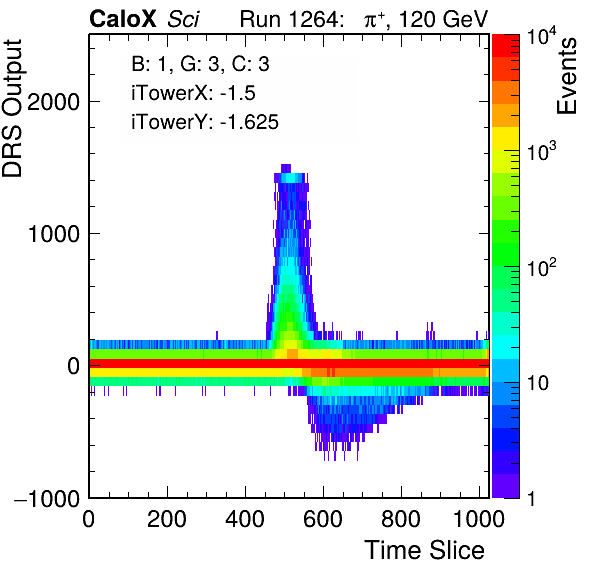 CaloX Sci Run 1264: π⁺, 120 GeV
B: 1, G: 3, C: 3
iTowerX: -1.5
iTowerY: -1.625
DRS Output
2000
1000
0
−1000
0 200 400 600 800 1000
Time Slice
Events
10⁴
10³
10²
10
1